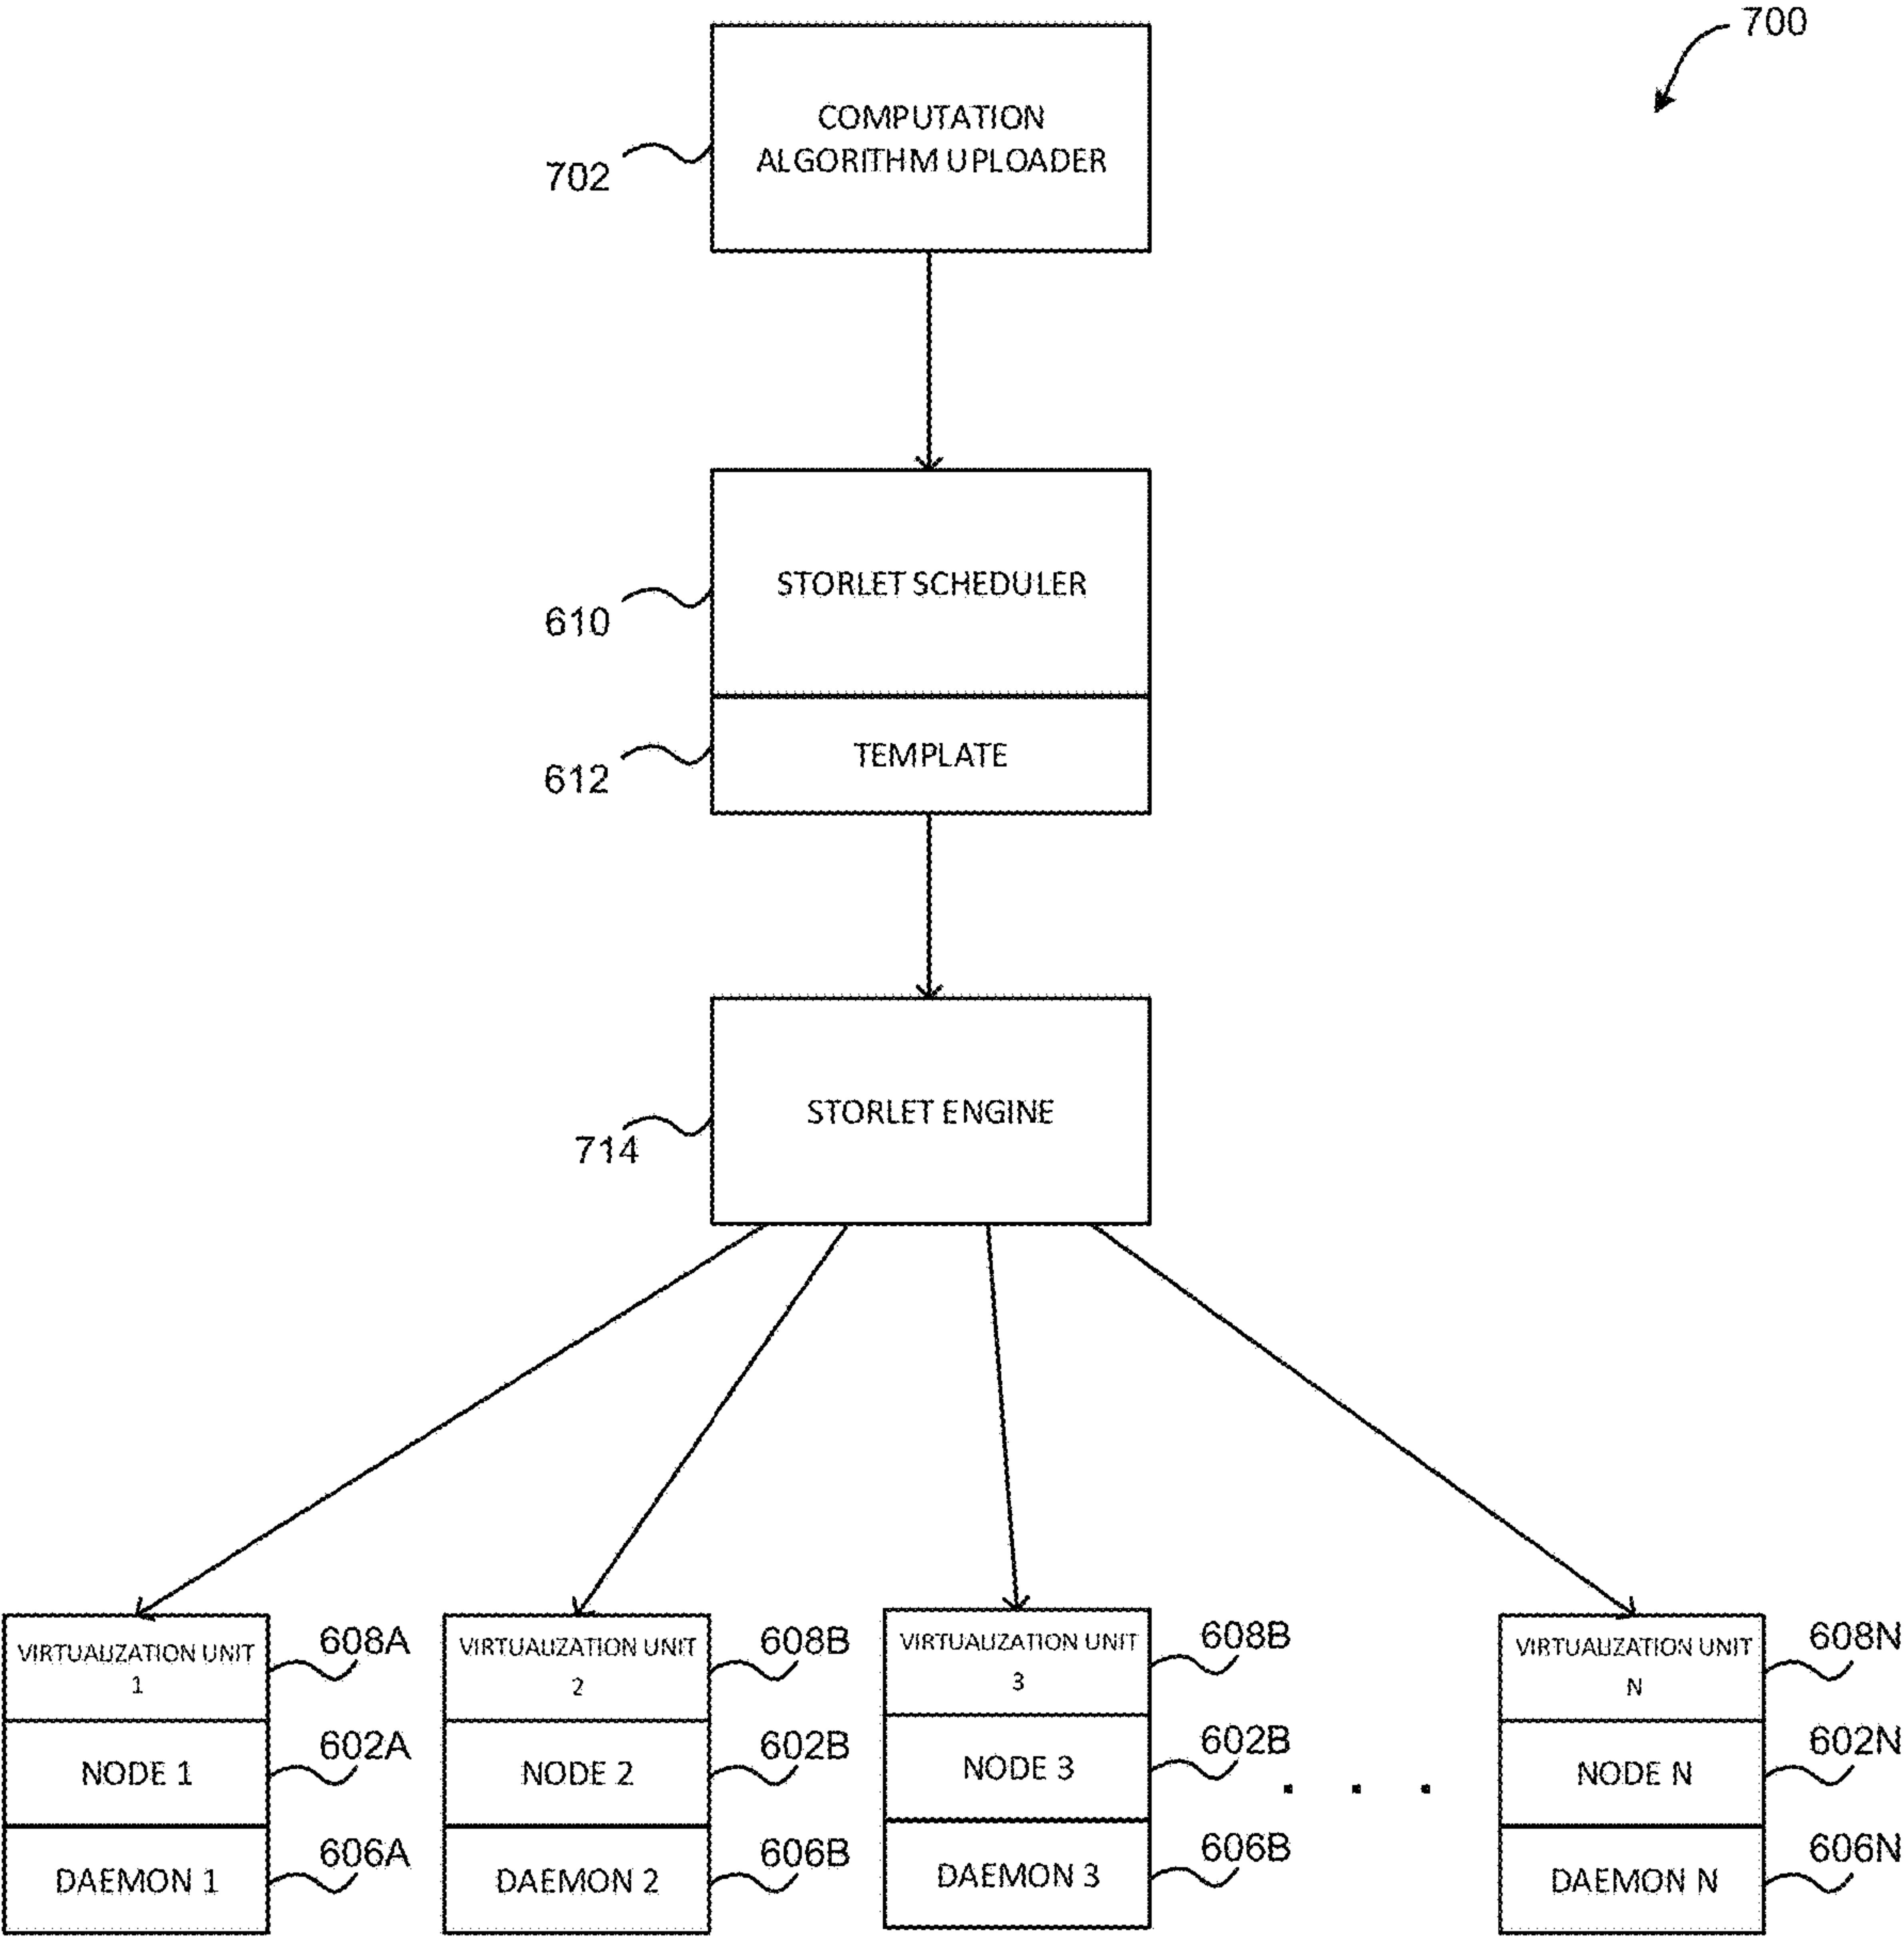 700
COMPUTATION
ALGORITHM UPLOADER
702
STORLET SCHEDULER
610
TEMPLATE
612
STORLET ENGINE
714
VIRTUALIZATION UNIT
1
608A
NODE 1
602A
DAEMON 1
606A
VIRTUALIZATION UNIT
2
608B
NODE 2
602B
DAEMON 2
606B
VIRTUALIZATION UNIT
3
608B
NODE 3
602B
DAEMON 3
606B
. . .
VIRTUALIZATION UNIT
N
608N
NODE N
602N
DAEMON N
606N